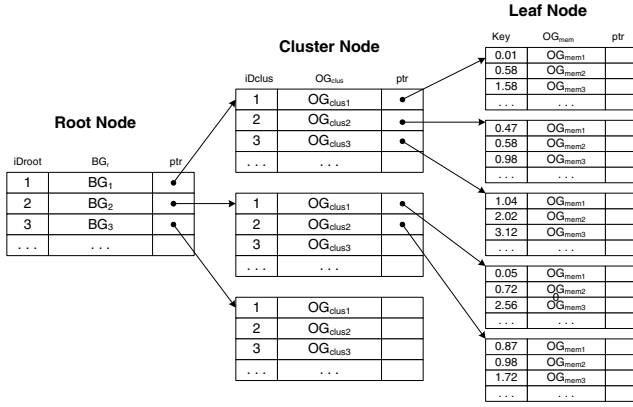 Root Node
iDroot BGr ptr
1 BG1
2 BG2
3 BG3
. . . . . .
Cluster Node
iDclus OGclus ptr
1 OGclus1
2 OGclus2
3 OGclus3
. . . . . .
1 OGclus1
2 OGclus2
3 OGclus3
. . . . . .
1 OGclus1
2 OGclus2
3 OGclus3
. . . . . .
Leaf Node
Key OGmem ptr
0.01 OGmem1
0.58 OGmem2
1.58 OGmem3
. . . . . .
0.47 OGmem1
0.58 OGmem2
0.98 OGmem3
. . . . . .
1.04 OGmem1
2.02 OGmem2
3.12 OGmem3
. . . . . .
0.05 OGmem1
0.72 OGmem2
0
2.56 OGmem3
. . . . . .
0.87 OGmem1
0.98 OGmem2
1.72 OGmem3
. . . . . .